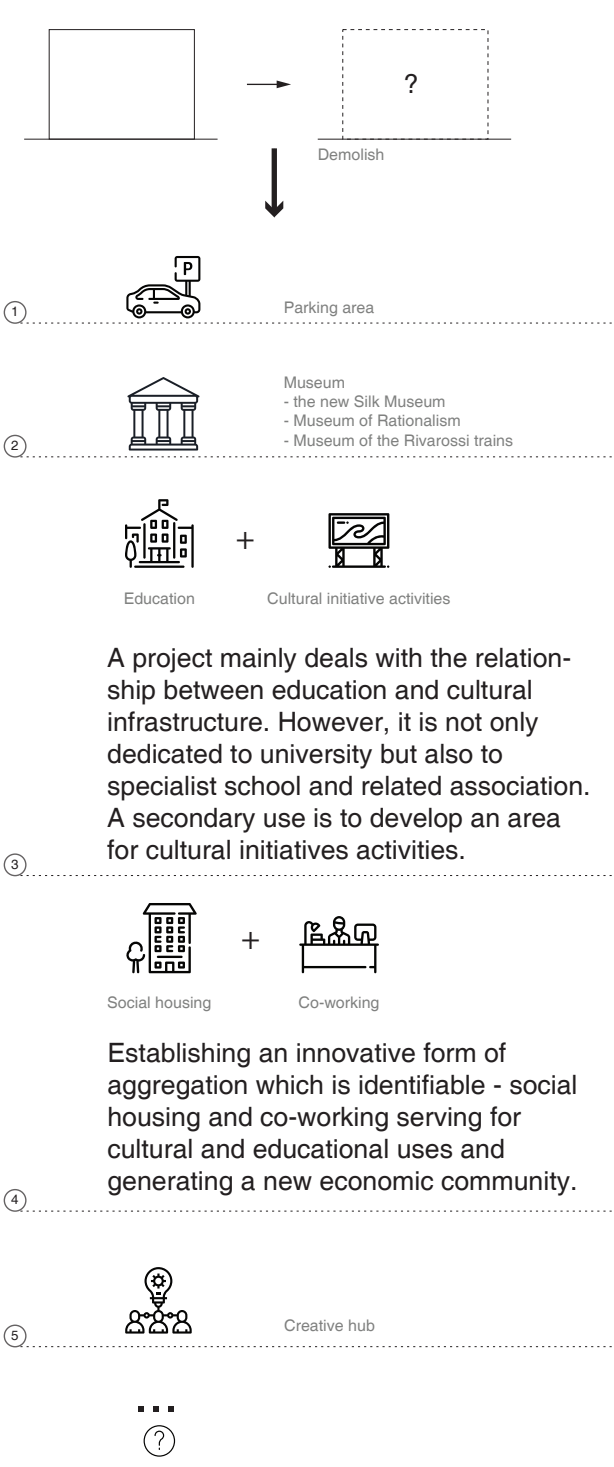 ?
Demolish
P
1
Parking area
2
Museum
- the new Silk Museum
- Museum of Rationalism
- Museum of the Rivarossi trains
+
Education
Cultural initiative activities
A project mainly deals with the relation-
ship between education and cultural
infrastructure. However, it is not only
dedicated to university but also to
specialist school and related association.
A secondary use is to develop an area
for cultural initiatives activities.
3
+
Social housing
Co-working
Establishing an innovative form of
aggregation which is identifiable - social
housing and co-working serving for
cultural and educational uses and
generating a new economic community.
4
5
Creative hub
...
?